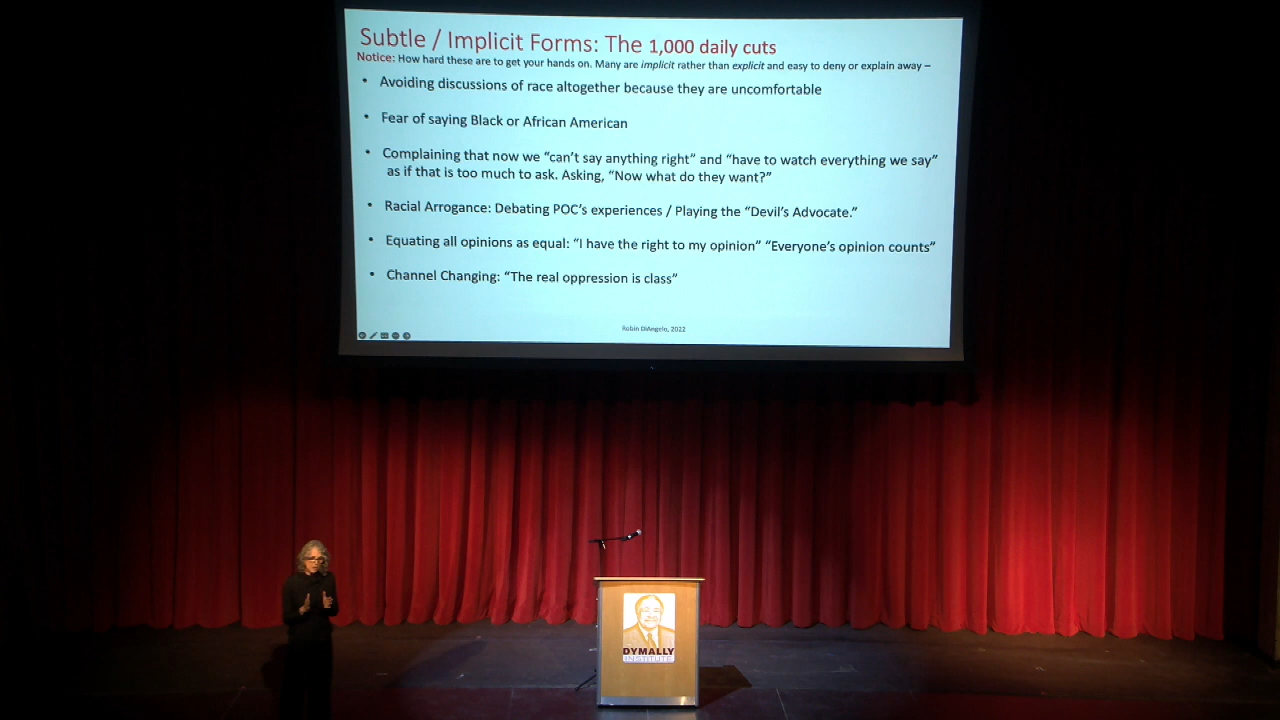 Subtle / Implicit Forms: The 1,000 daily cuts
Notice: How hard these are to get your hands on. Many are implicit rather than explicit and easy to deny or explain away –
• Avoiding discussions of race altogether because they are uncomfortable
• Fear of saying Black or African American
• Complaining that now we “can’t say anything right” and “have to watch everything we say”
as if that is too much to ask. Asking, “Now what do they want?”
• Racial Arrogance: Debating POC’s experiences / Playing the “Devil’s Advocate.”
• Equating all opinions as equal: “I have the right to my opinion” “Everyone’s opinion counts”
• Channel Changing: “The real oppression is class”
Robin DiAngelo, 2022
DYMALLY
INSTITUTE